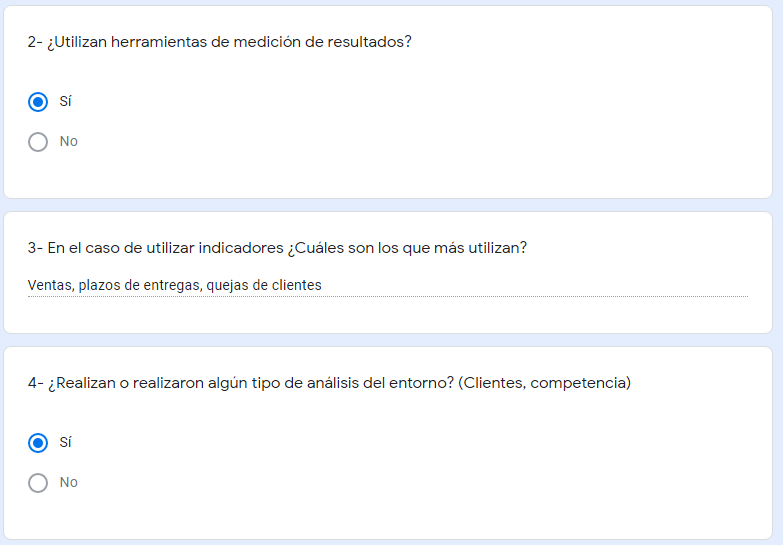 2- ¿Utilizan herramientas de medición de resultados?
Sí
No
3- En el caso de utilizar indicadores ¿Cuáles son los que más utilizan?
Ventas, plazos de entregas, quejas de clientes
4- ¿Realizan o realizaron algún tipo de análisis del entorno? (Clientes, competencia)
Sí
No